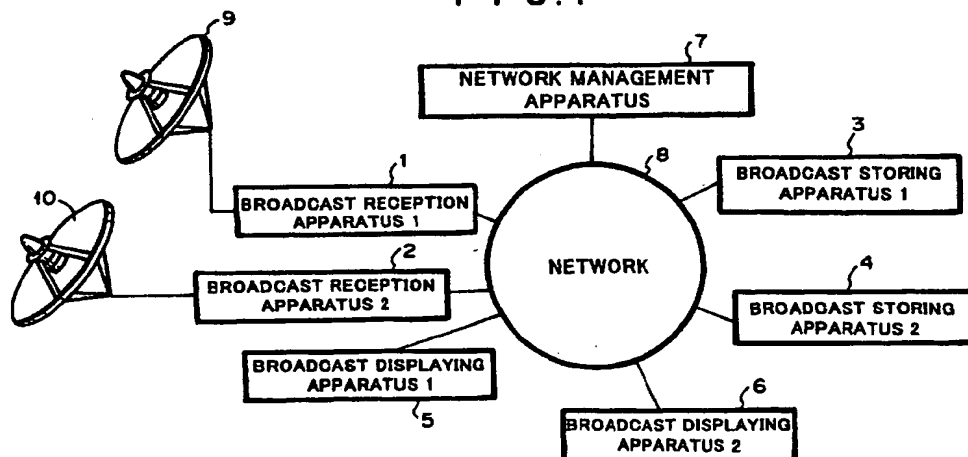 FIG. 1
9
7
NETWORK MANAGEMENT
APPARATUS
1
8
3
BROADCAST RECEPTION
APPARATUS 1
BROADCAST STORING
APPARATUS 1
10
2
BROADCAST RECEPTION
APPARATUS 2
NETWORK
4
BROADCAST STORING
APPARATUS 2
BROADCAST DISPLAYING
APPARATUS 1
5
6
BROADCAST DISPLAYING
APPARATUS 2